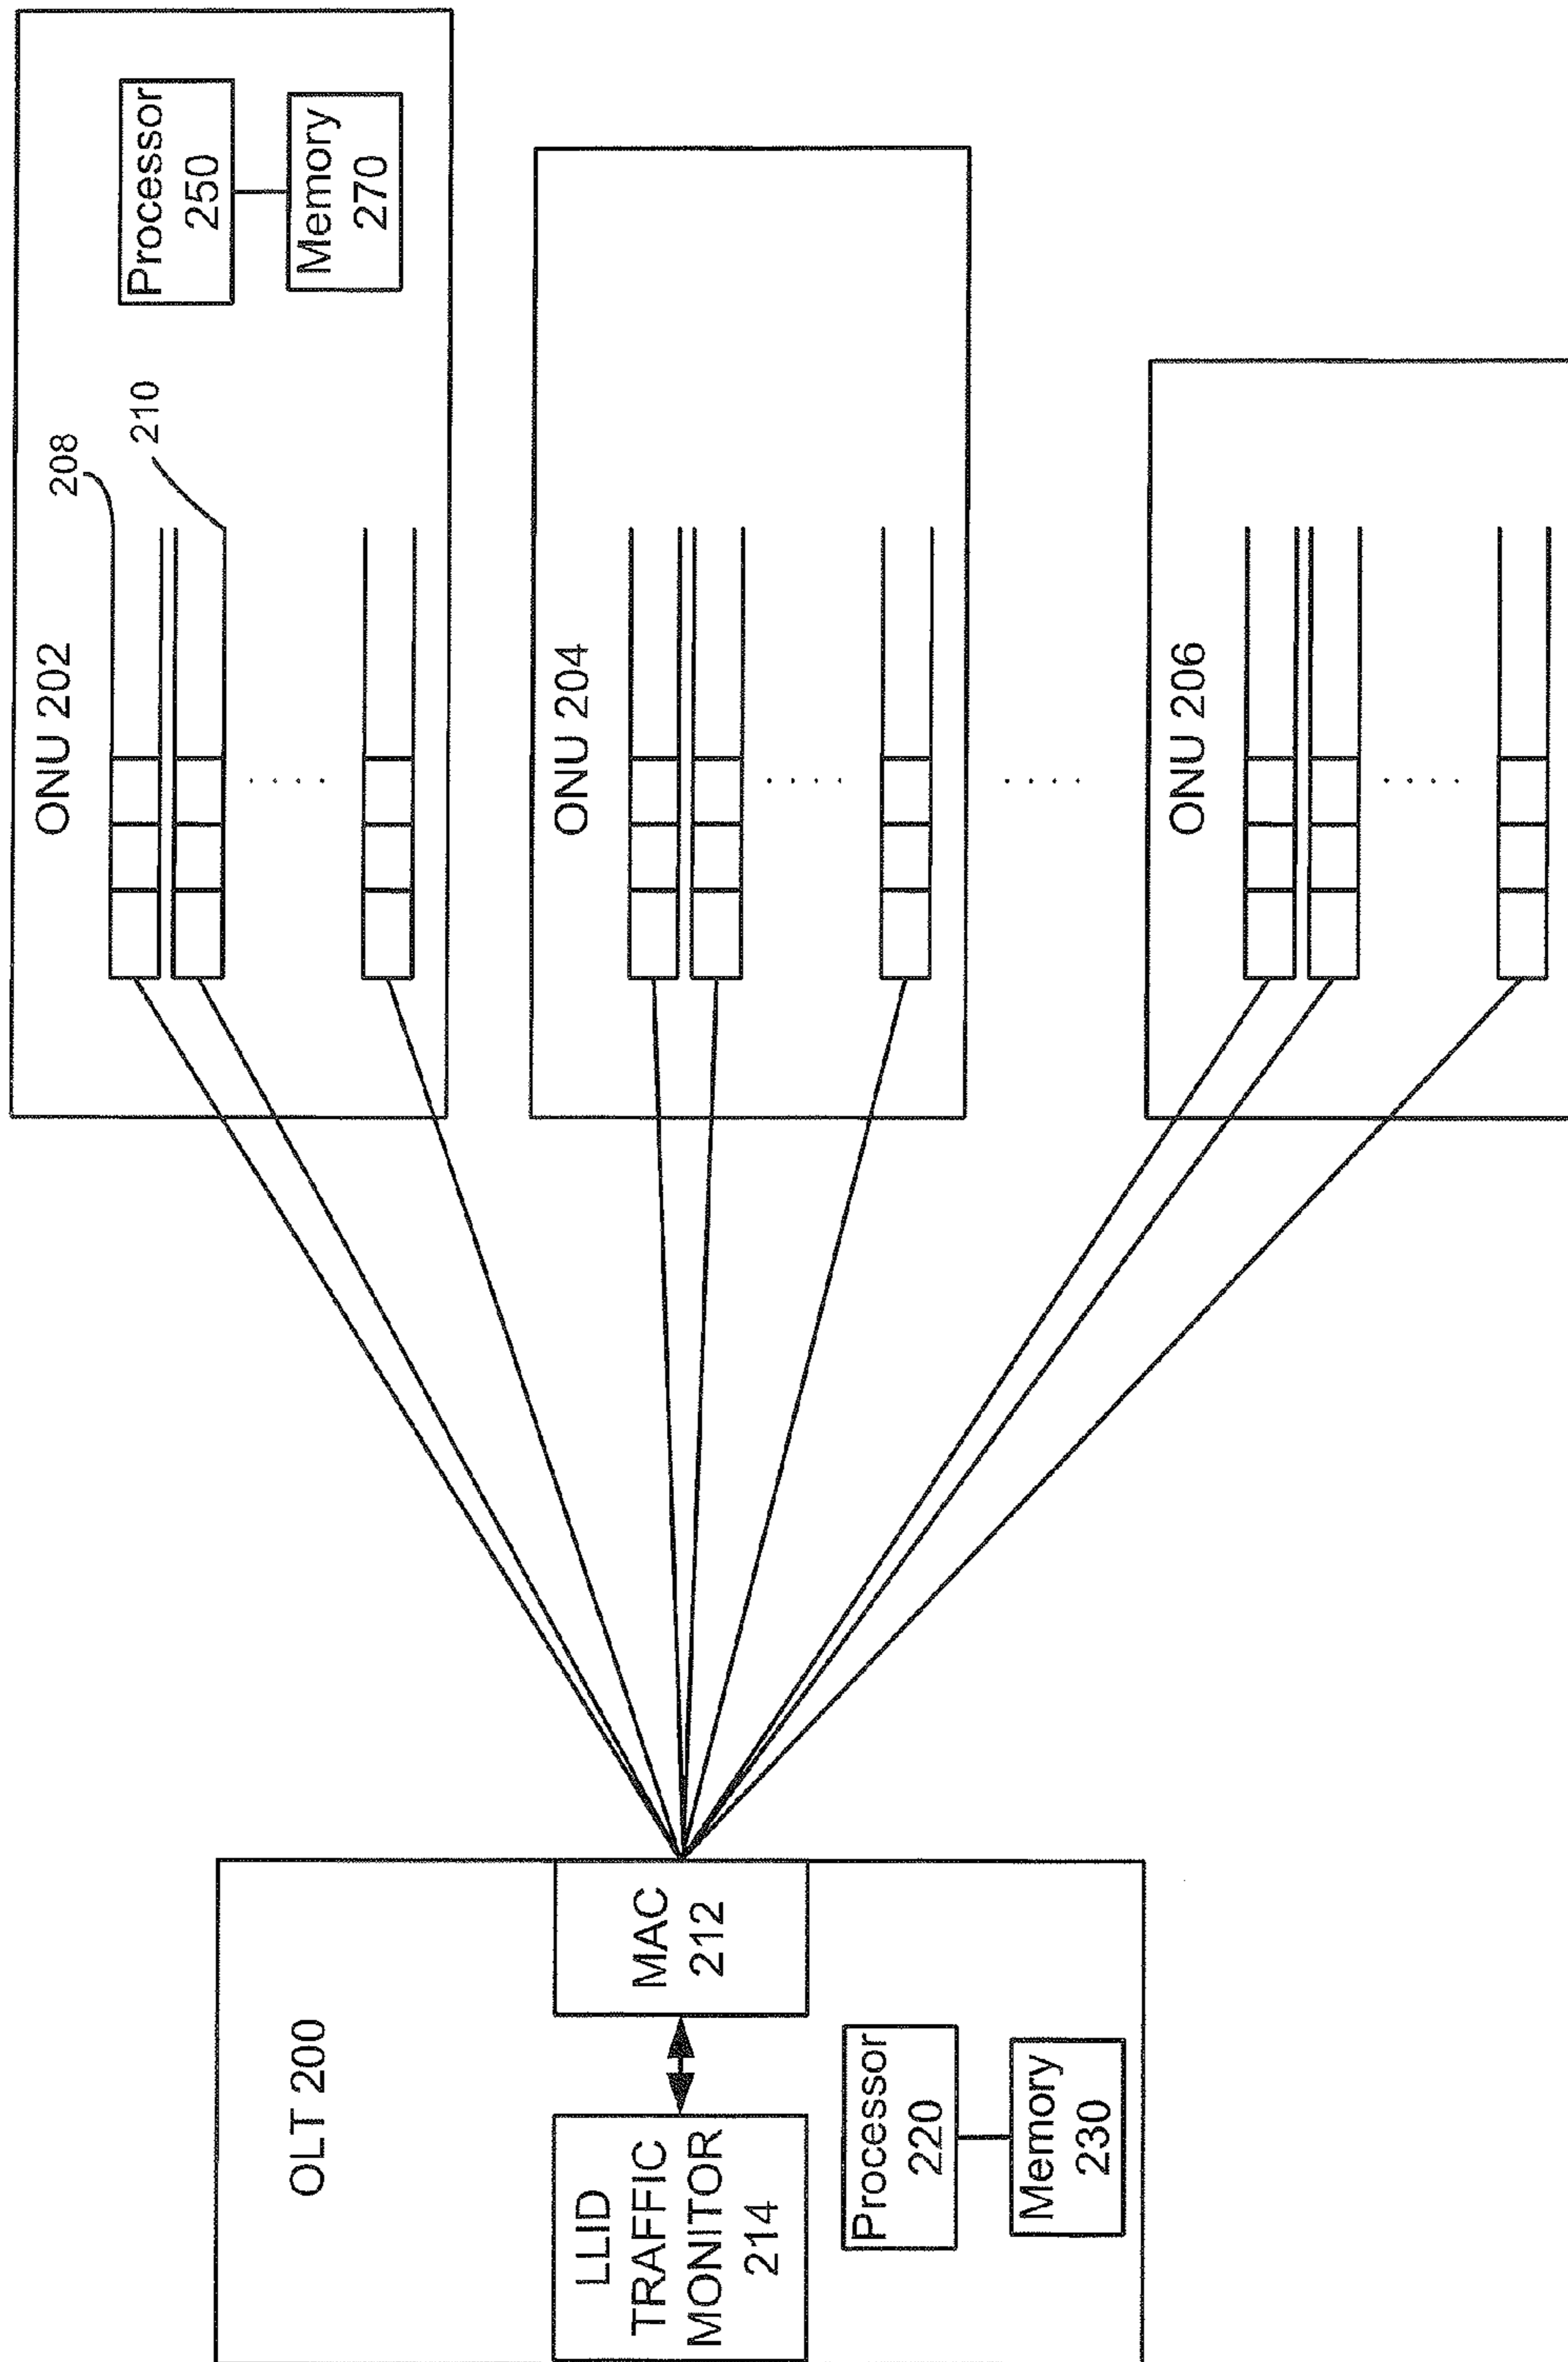 OLT 200
LLID
TRAFFIC
MONITOR
214
MAC
212
Processor
220
Memory
230
ONU 202
208
210
Processor
250
Memory
270
ONU 204
ONU 206